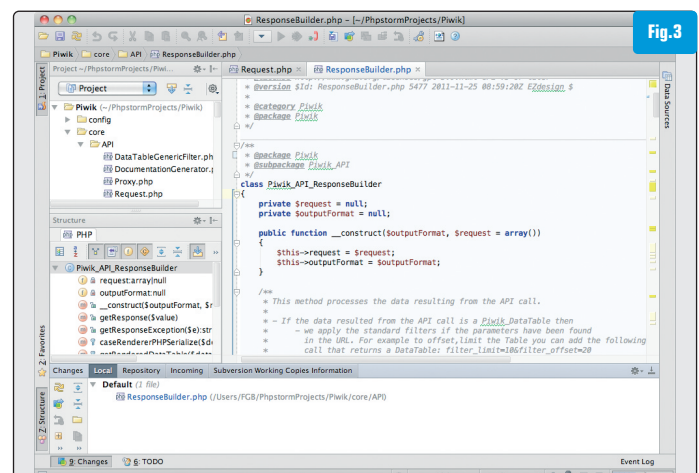 Fig.3
ResponseBuilder.php – [~/PhpstormProjects/Piwik]
Piwik core API ResponseBuilder.php
1: Project
Project – /PhpstormProjects/Piwi...
Project
Piwik (~/PhpstormProjects/Piwik)
config
core
API
DataTableGenericFilter.ph
DocumentationGenerator.p
Proxy.php
Request.php
Structure
PHP
Piwik_API_ResponseBuilder
request:array|null
outputFormat:null
__construct($outputFormat, $r
getResponse($value)
getResponseException($e):str
caseRendererPHPSerialize($de
Request.php
ResponseBuilder.php
* @version $Id: ResponseBuilder.php 5477 2011-11-25 08:59:20Z EZdesign $
*
* @category Piwik
* @package Piwik
*/
/**
* @package Piwik
* @subpackage Piwik_API
*/
class Piwik_API_ResponseBuilder
{
private $request = null;
private $outputFormat = null;
public function __construct($outputFormat, $request = array())
{
$this->request = $request;
$this->outputFormat = $outputFormat;
}
/**
* This method processes the data resulting from the API call.
*
* - If the data resulted from the API call is a Piwik_DataTable then
* - we apply the standard filters if the parameters have been found
* in the URL. For example to offset,limit the Table you can add the following
* call that returns a DataTable: filter_limit=10&filter_offset=20
Data Sources
2: Favorites
Z: Structure
Changes Local Repository Incoming Subversion Working Copies Information
Default (1 file)
ResponseBuilder.php (/Users/FGB/PhpstormProjects/Piwik/core/API)
9: Changes
6: TODO
Event Log